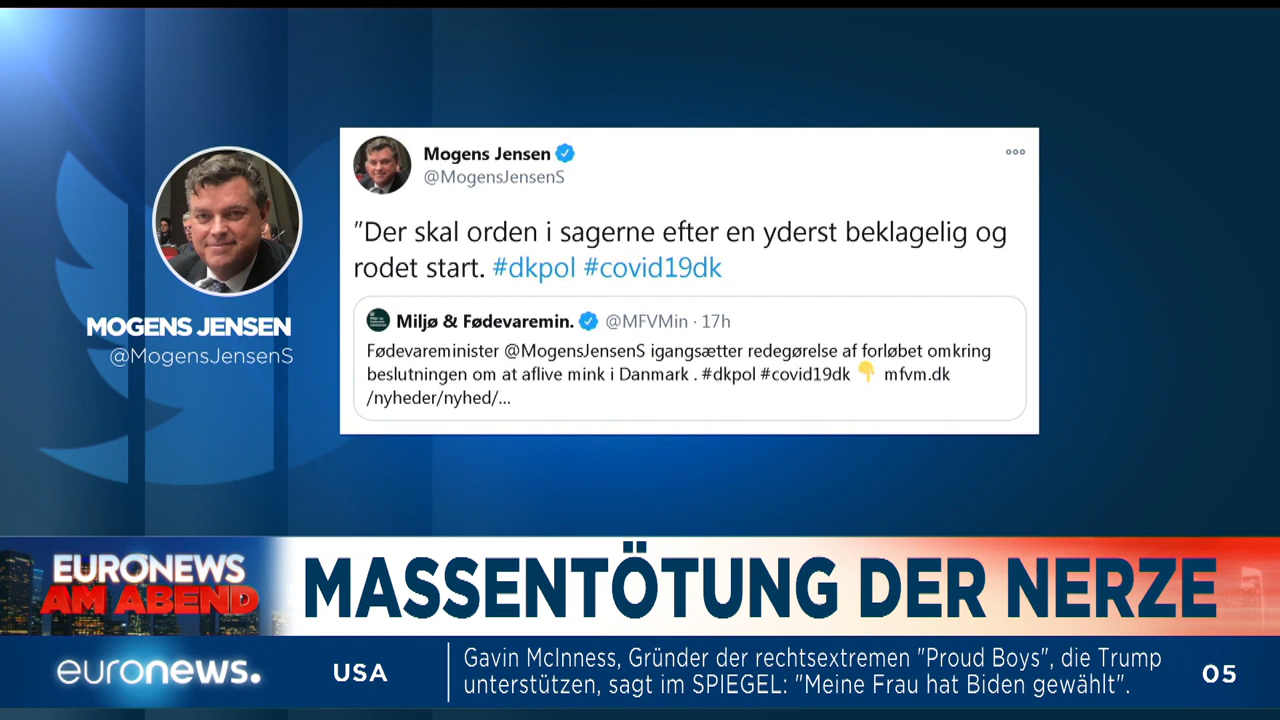 Mogens Jensen
@MogensJensenS
”Der skal orden i sagerne efter en yderst beklagelig og
rodet start. #dkpol #covid19dk
Miljø & Fødevaremin. @MFVMin · 17h
Fødevareminister @MogensJensenS igangsætter redegørelse af forløbet omkring
beslutningen om at aflive mink i Danmark . #dkpol #covid19dk 👇 mfvm.dk
/nyheder/nyhed/...
MOGENS JENSEN
@MogensJensenS
EURONEWS
AM ABEND
MASSENTÖTUNG DER NERZE
euronews.
USA
Gavin McInness, Gründer der rechtsextremen "Proud Boys", die Trump
unterstützen, sagt im SPIEGEL: "Meine Frau hat Biden gewählt".
05